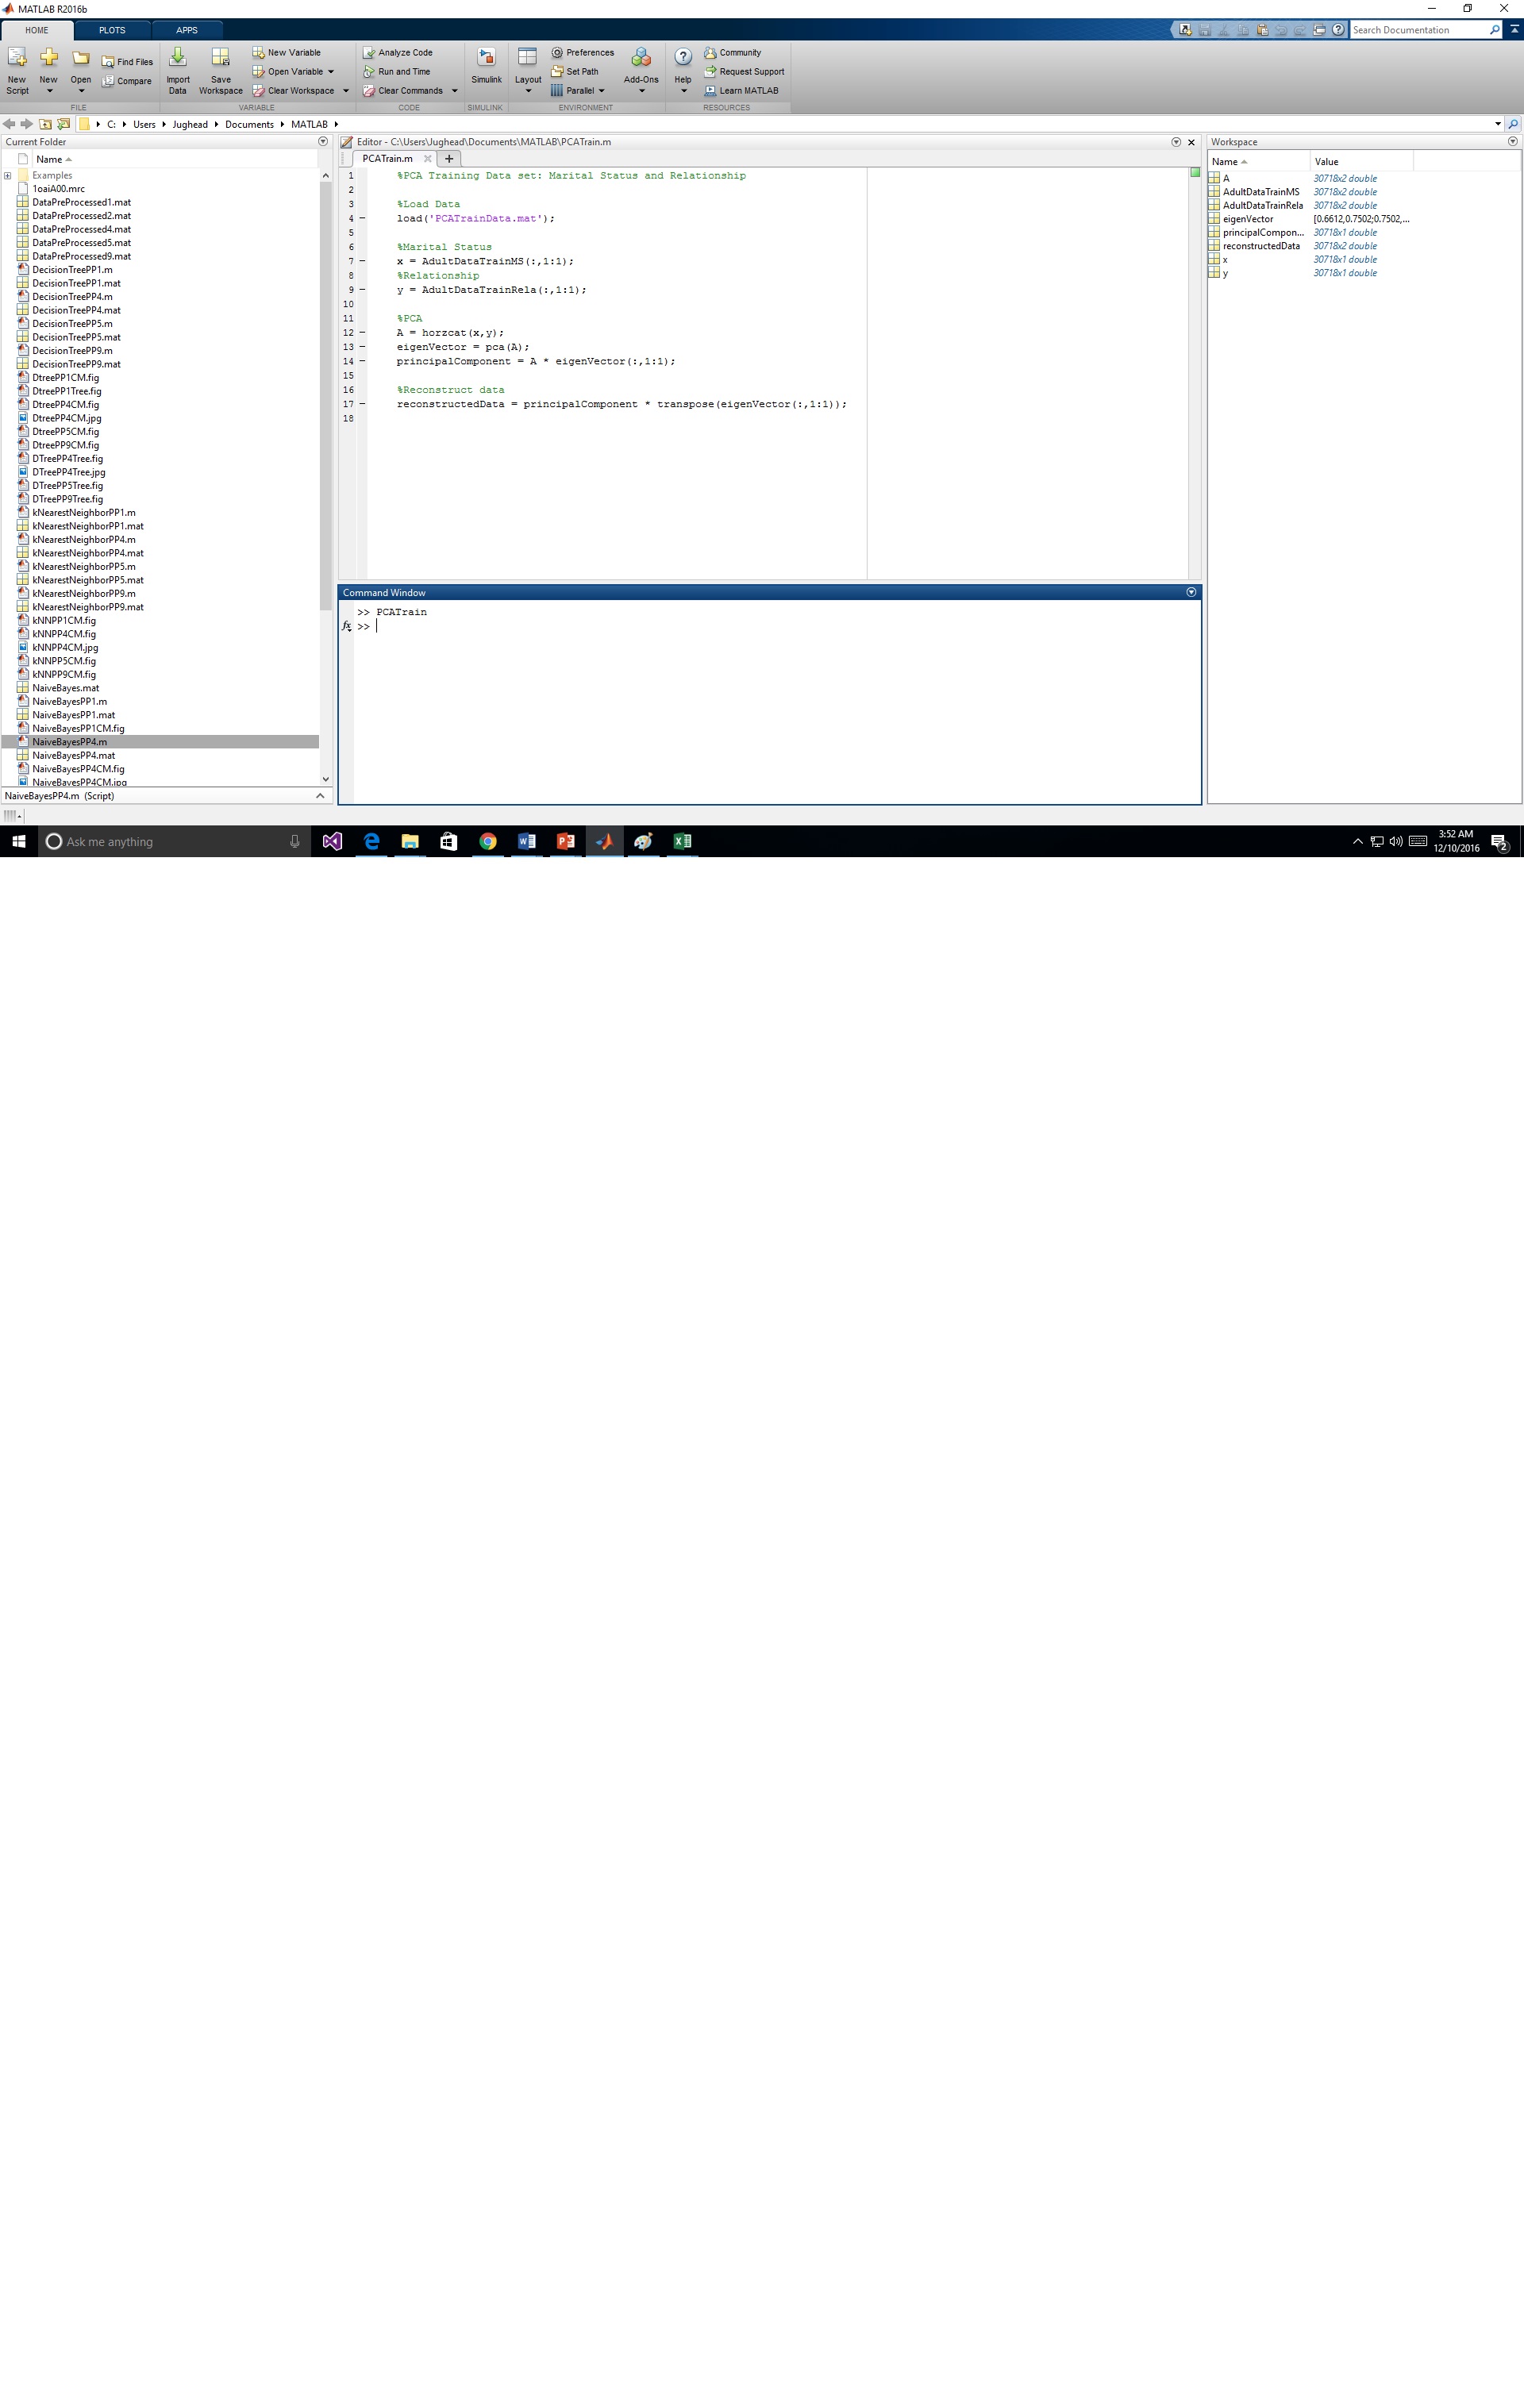 MATLAB R2016b
HOME PLOTS APPS
Search Documentation
New Script
New
Open
Find Files
Compare
Import Data
Save Workspace
New Variable
Open Variable
Clear Workspace
Analyze Code
Run and Time
Clear Commands
Simulink
Layout
Preferences
Set Path
Parallel
Add-Ons
Help
Community
Request Support
Learn MATLAB
FILE VARIABLE CODE SIMULINK ENVIRONMENT RESOURCES
C: Users Jughead Documents MATLAB
Current Folder
Name
Examples
1oaiA00.mrc
DataPreProcessed1.mat
DataPreProcessed2.mat
DataPreProcessed4.mat
DataPreProcessed5.mat
DataPreProcessed9.mat
DecisionTreePP1.m
DecisionTreePP1.mat
DecisionTreePP4.m
DecisionTreePP4.mat
DecisionTreePP5.m
DecisionTreePP5.mat
DecisionTreePP9.m
DecisionTreePP9.mat
DtreePP1CM.fig
DtreePP1Tree.fig
DtreePP4CM.fig
DtreePP4CM.jpg
DtreePP5CM.fig
DtreePP9CM.fig
DTreePP4Tree.fig
DTreePP4Tree.jpg
DTreePP5Tree.fig
DTreePP9Tree.fig
kNearestNeighborPP1.m
kNearestNeighborPP1.mat
kNearestNeighborPP4.m
kNearestNeighborPP4.mat
kNearestNeighborPP5.m
kNearestNeighborPP5.mat
kNearestNeighborPP9.m
kNearestNeighborPP9.mat
kNNPP1CM.fig
kNNPP4CM.fig
kNNPP4CM.jpg
kNNPP5CM.fig
kNNPP9CM.fig
NaiveBayes.mat
NaiveBayesPP1.m
NaiveBayesPP1.mat
NaiveBayesPP1CM.fig
NaiveBayesPP4.m
NaiveBayesPP4.mat
NaiveBayesPP4CM.fig
NaiveBayesPP4CM.jpg
NaiveBayesPP4.m (Script)
Editor - C:\Users\Jughead\Documents\MATLAB\PCATrain.m
PCATrain.m
1 %PCA Training Data set: Marital Status and Relationship
2
3 %Load Data
4 - load('PCATrainData.mat');
5
6 %Marital Status
7 - x = AdultDataTrainMS(:,1:1);
8 %Relationship
9 - y = AdultDataTrainRela(:,1:1);
10
11 %PCA
12 - A = horzcat(x,y);
13 - eigenVector = pca(A);
14 - principalComponent = A * eigenVector(:,1:1);
15
16 %Reconstruct data
17 - reconstructedData = principalComponent * transpose(eigenVector(:,1:1));
18
Command Window
>> PCATrain
fx >>
Workspace
Name Value
A 30718x2 double
AdultDataTrainMS 30718x2 double
AdultDataTrainRela 30718x2 double
eigenVector [0.6612,0.7502;0.7502,...
principalCompon... 30718x1 double
reconstructedData 30718x2 double
x 30718x1 double
y 30718x1 double
Ask me anything
3:52 AM
12/10/2016
2